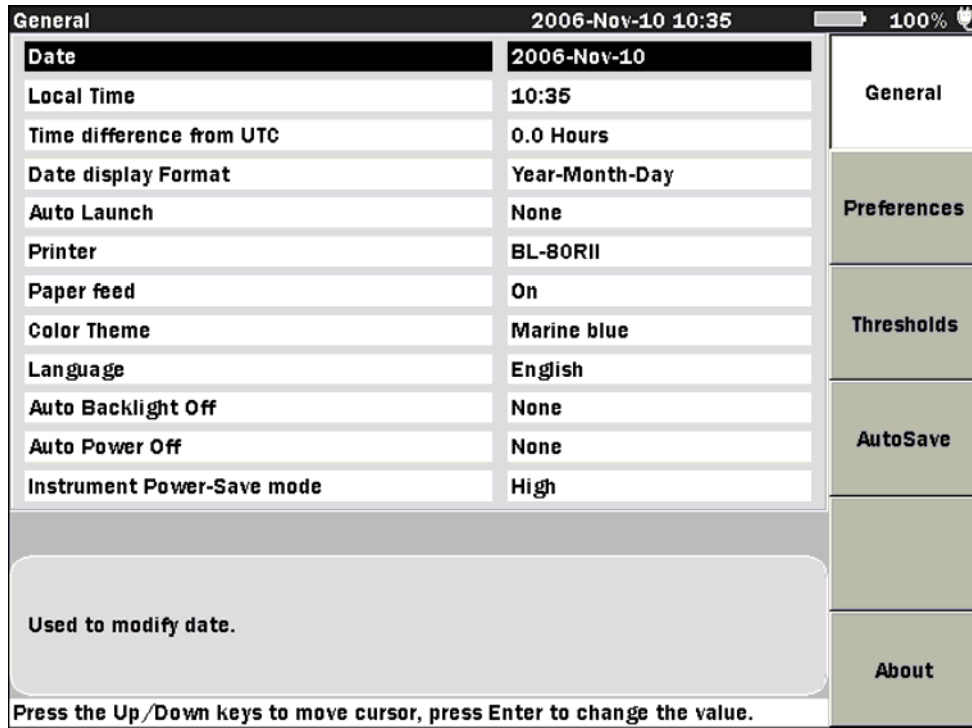 General 2006-Nov-10 10:35 100%
Date 2006-Nov-10
Local Time 10:35
Time difference from UTC 0.0 Hours
Date display Format Year-Month-Day
Auto Launch None
Printer BL-80RII
Paper feed On
Color Theme Marine blue
Language English
Auto Backlight Off None
Auto Power Off None
Instrument Power-Save mode High
Used to modify date.
Press the Up/Down keys to move cursor, press Enter to change the value.
General
Preferences
Thresholds
AutoSave
About